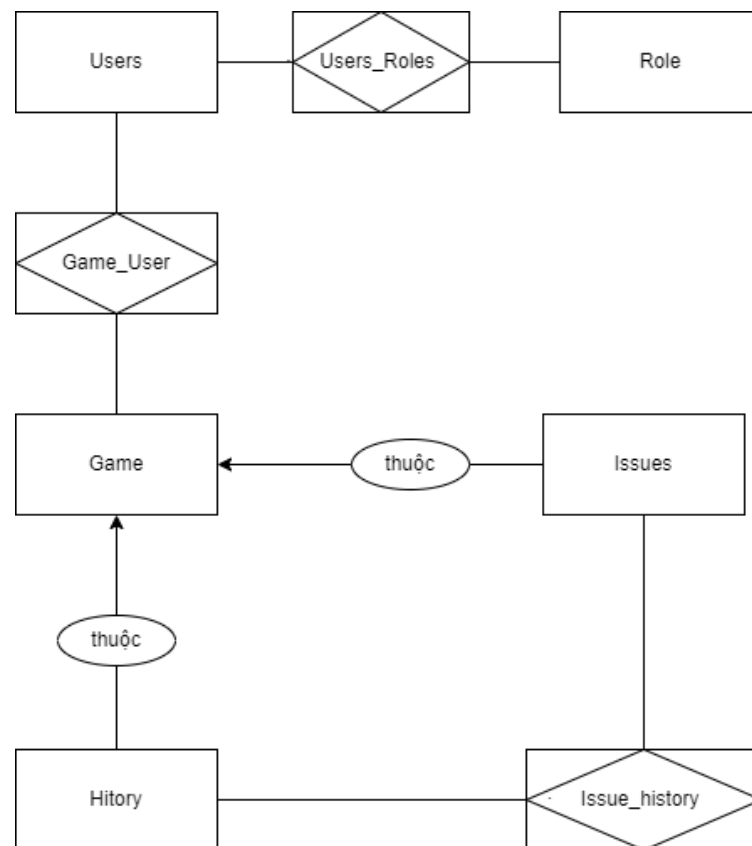 Users
Users_Roles
Role
Game_User
Game
thuộc
Issues
thuộc
Hitory
Issue_history